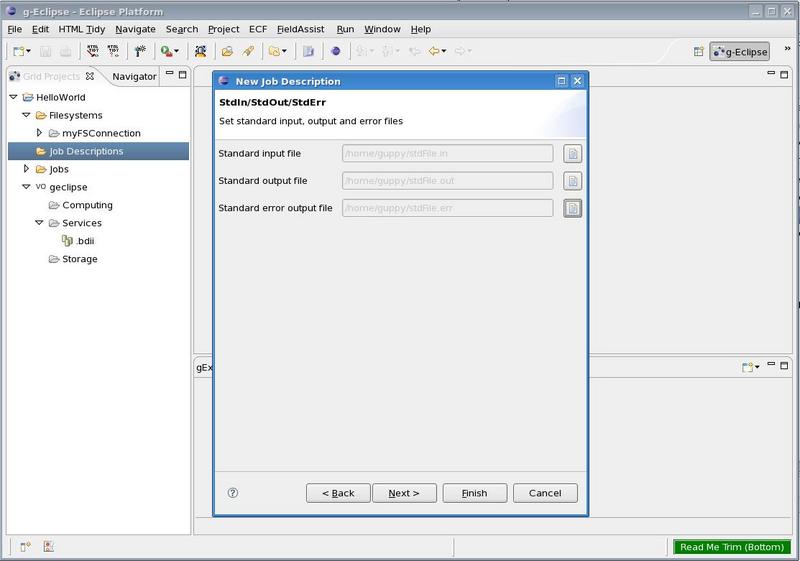 g-Eclipse - Eclipse Platform
File Edit HTML Tidy Navigate Search Project ECF FieldAssist Run Window Help
g-Eclipse
Grid Projects Navigator
HelloWorld
Filesystems
myFSConnection
Job Descriptions
Jobs
VO geclipse
Computing
Services
.bdii
Storage
New Job Description
StdIn/StdOut/StdErr
Set standard input, output and error files
Standard input file /home/guppy/stdFile.in
Standard output file /home/guppy/stdFile.out
Standard error output file /home/guppy/stdFile.err
gEx
< Back Next > Finish Cancel
Read Me Trim (Bottom)